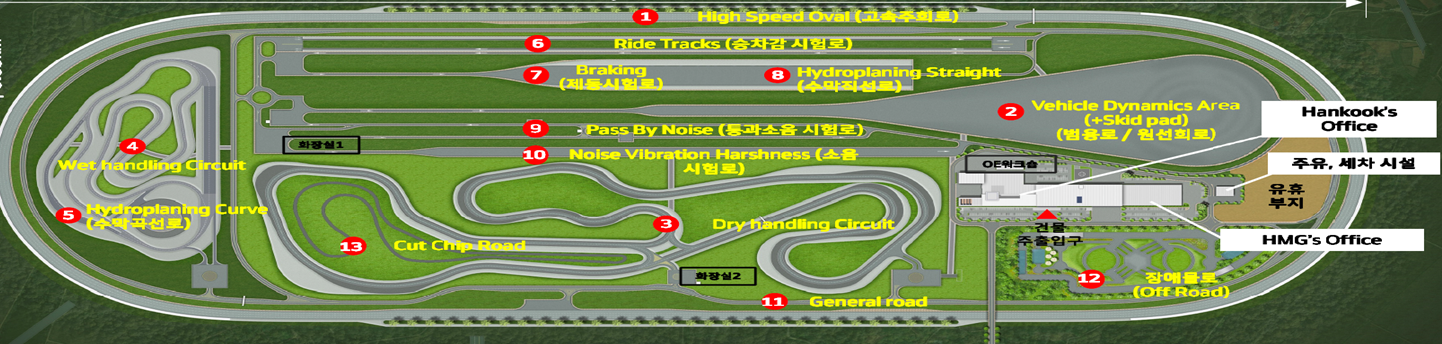 1 High Speed Oval (고속주회로)
6 Ride Tracks (승차감 시험로)
7 Braking
(제동시험로)
8 Hydroplaning Straight
(수막직선로)
2 Vehicle Dynamics Area
(+Skid pad)
(범용로 / 원선회로)
Hankook's
Office
9 Pass By Noise (통과소음 시험로)
화장실1
4
Wet handling Circuit
10 Noise Vibration Harshness (소음
시험로)
OE워크숍
주유, 세차 시설
유휴
부지
5 Hydroplaning Curve
(수막곡선로)
3 Dry handling Circuit
건물
주출입구
HMG's Office
13 Cut Chip Road
화장실2
12 장애물로
(Off Road)
11 General road